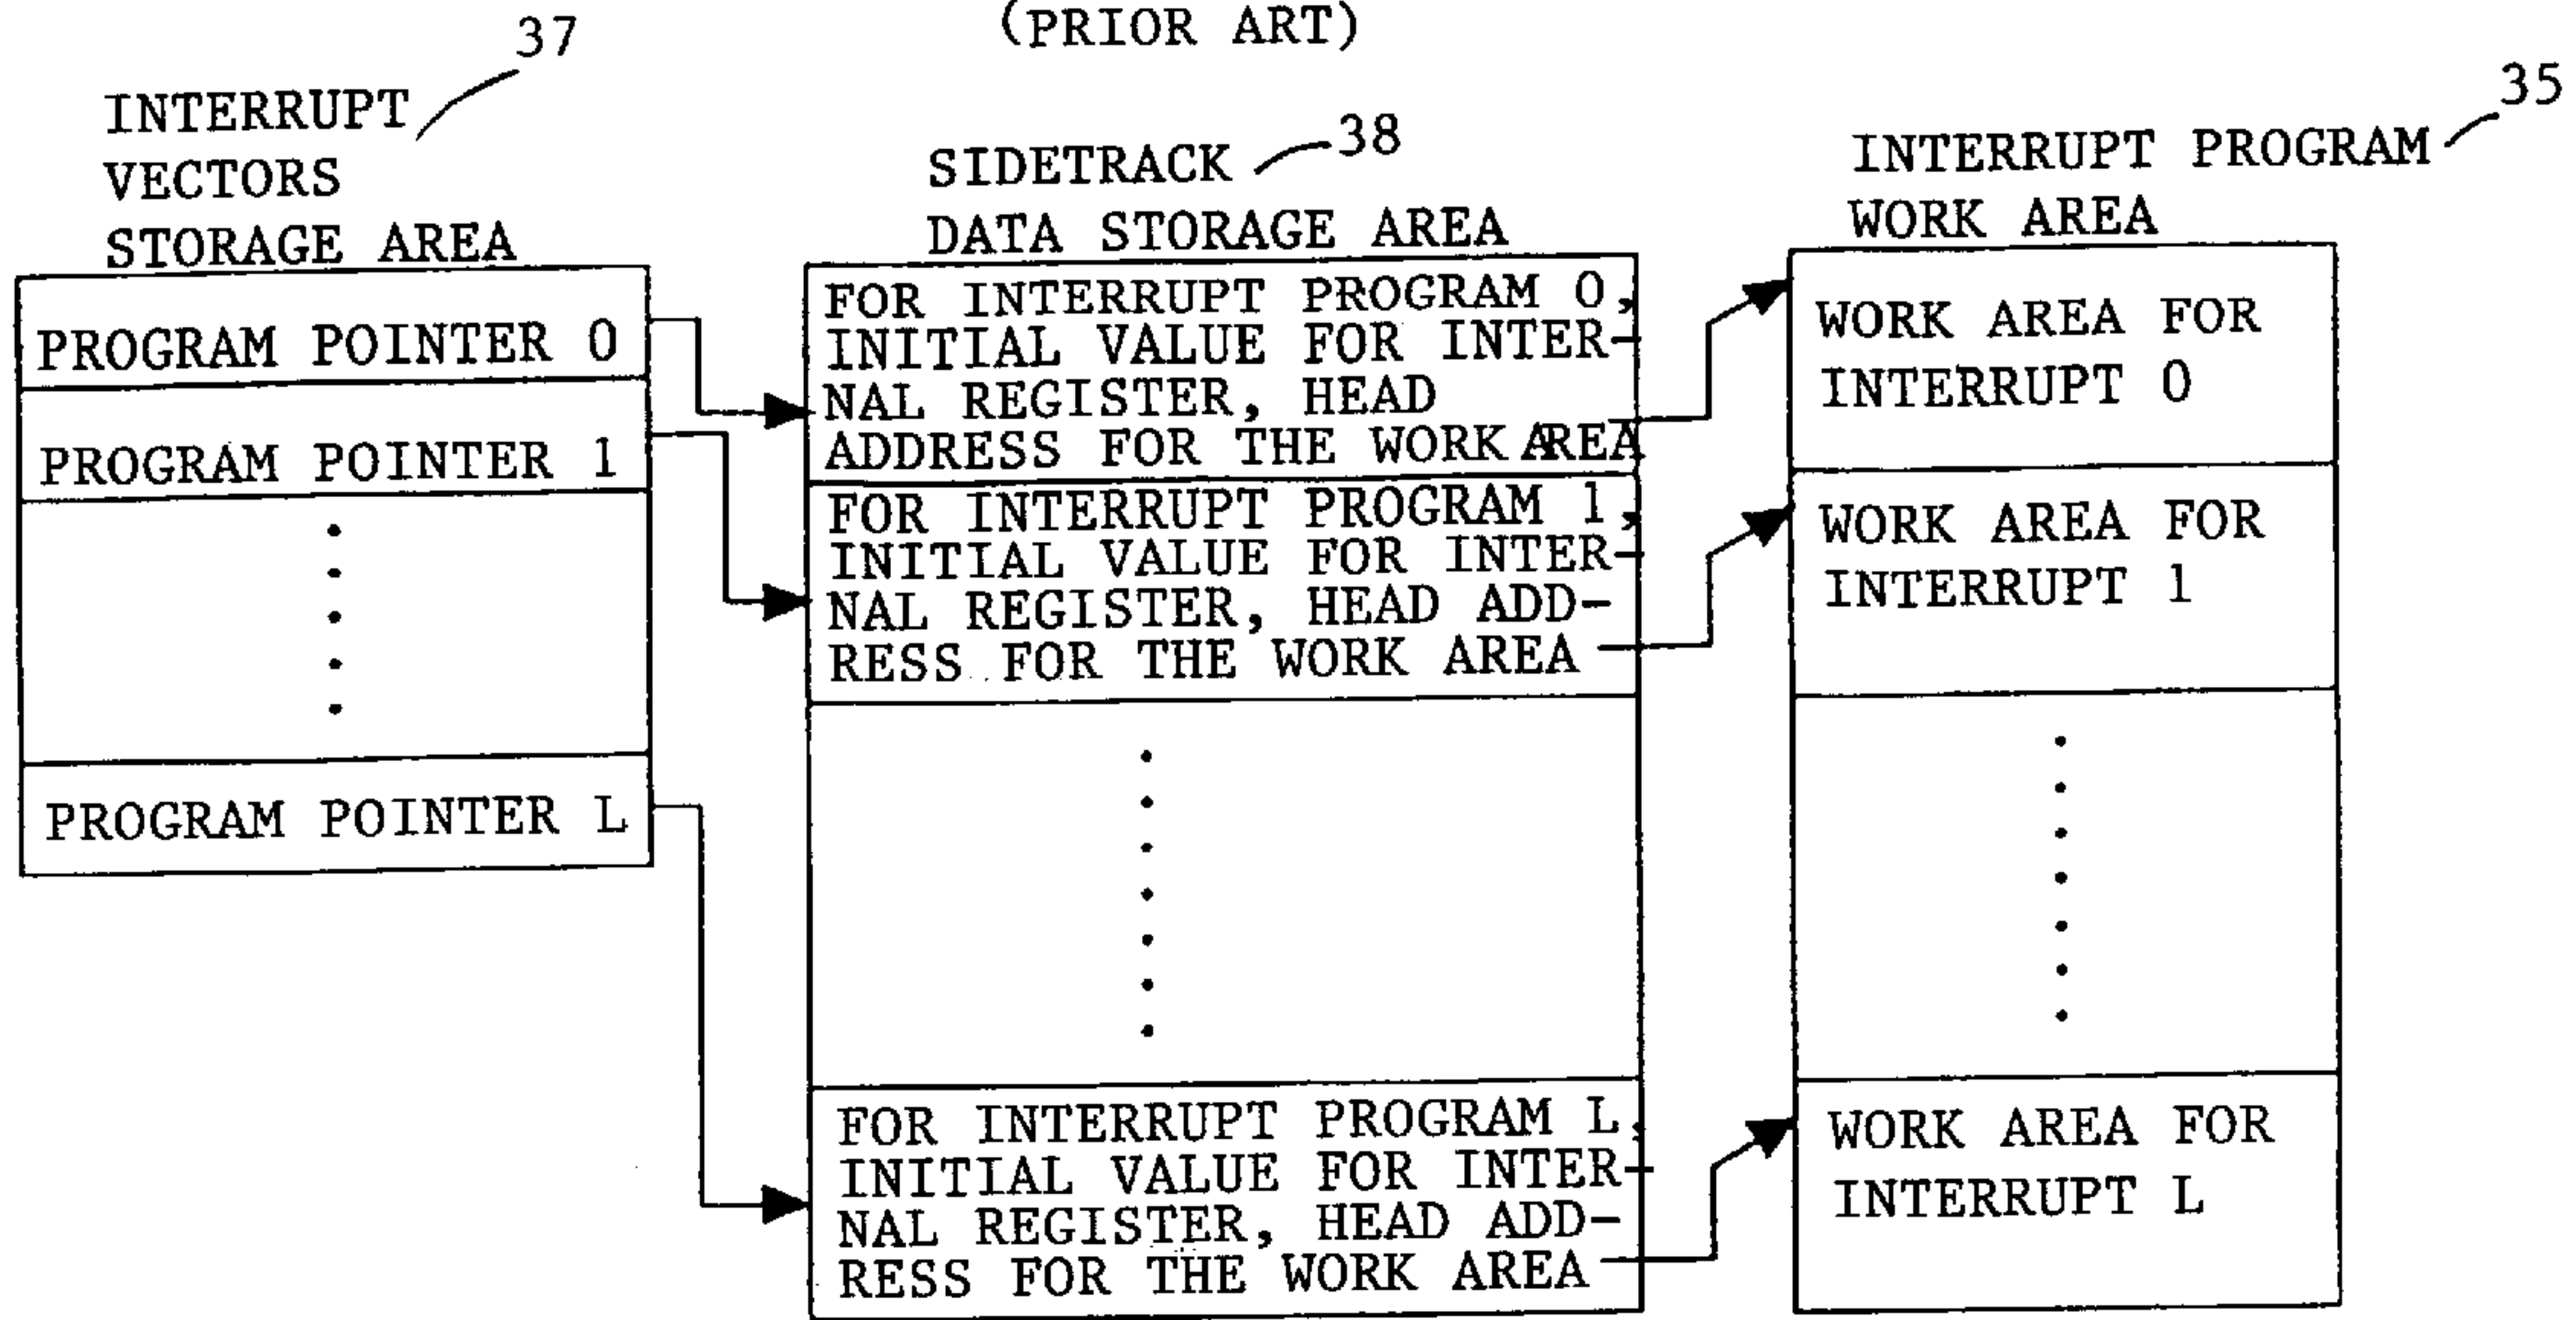 (PRIOR ART)
37
INTERRUPT
VECTORS
STORAGE AREA
PROGRAM POINTER 0
PROGRAM POINTER 1
PROGRAM POINTER L
38
SIDETRACK
DATA STORAGE AREA
FOR INTERRUPT PROGRAM 0,
INITIAL VALUE FOR INTER-
NAL REGISTER, HEAD
ADDRESS FOR THE WORK AREA
FOR INTERRUPT PROGRAM 1,
INITIAL VALUE FOR INTER-
NAL REGISTER, HEAD ADD-
RESS FOR THE WORK AREA
FOR INTERRUPT PROGRAM L,
INITIAL VALUE FOR INTER-
NAL REGISTER, HEAD ADD-
RESS FOR THE WORK AREA
35
INTERRUPT PROGRAM
WORK AREA
WORK AREA FOR
INTERRUPT 0
WORK AREA FOR
INTERRUPT 1
WORK AREA FOR
INTERRUPT L